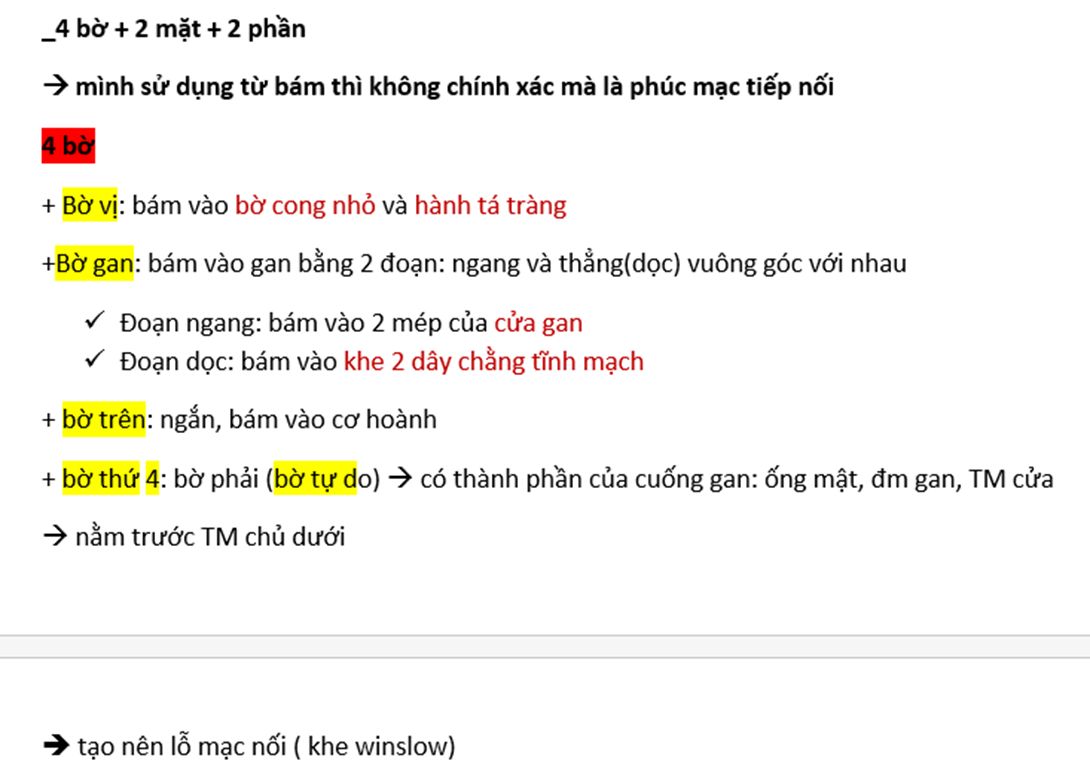 _4 bờ + 2 mặt + 2 phần
→ mình sử dụng từ bám thì không chính xác mà là phúc mạc tiếp nối
4 bờ
+ Bờ vị: bám vào bờ cong nhỏ và hành tá tràng
+Bờ gan: bám vào gan bằng 2 đoạn: ngang và thẳng(dọc) vuông góc với nhau
✓ Đoạn ngang: bám vào 2 mép của cửa gan
✓ Đoạn dọc: bám vào khe 2 dây chằng tĩnh mạch
+ bờ trên: ngắn, bám vào cơ hoành
+ bờ thứ 4: bờ phải (bờ tự do) → có thành phần của cuống gan: ống mật, đm gan, TM cửa
→ nằm trước TM chủ dưới
→ tạo nên lỗ mạc nối ( khe winslow)